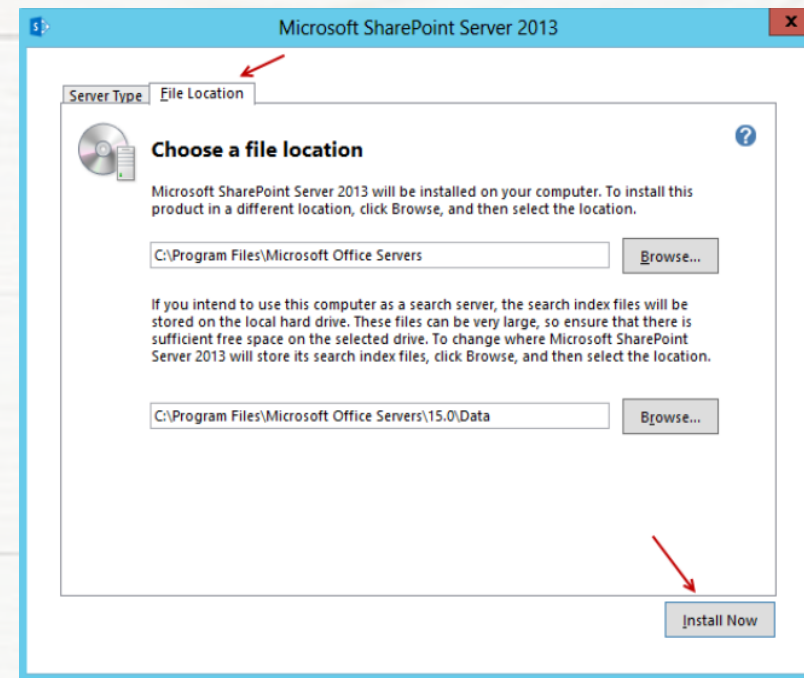 Microsoft SharePoint Server 2013
x
Server Type
File Location
Choose a file location
?
Microsoft SharePoint Server 2013 will be installed on your computer. To install this
product in a different location, click Browse, and then select the location.
C:\Program Files\Microsoft Office Servers
Browse...
If you intend to use this computer as a search server, the search index files will be
stored on the local hard drive. These files can be very large, so ensure that there is
sufficient free space on the selected drive. To change where Microsoft SharePoint
Server 2013 will store its search index files, click Browse, and then select the location.
C:\Program Files\Microsoft Office Servers\15.0\Data
Browse...
Install Now